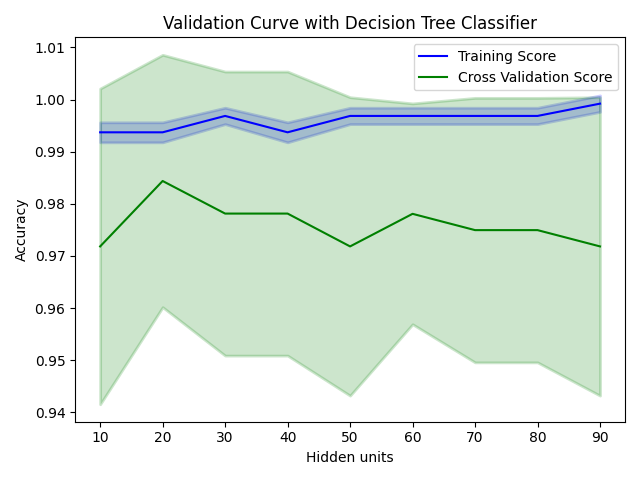 Validation Curve with Decision Tree Classifier
Training Score
Cross Validation Score
1.01
1.00
0.99
0.98
0.97
0.96
0.95
0.94
Accuracy
10 20 30 40 50 60 70 80 90
Hidden units